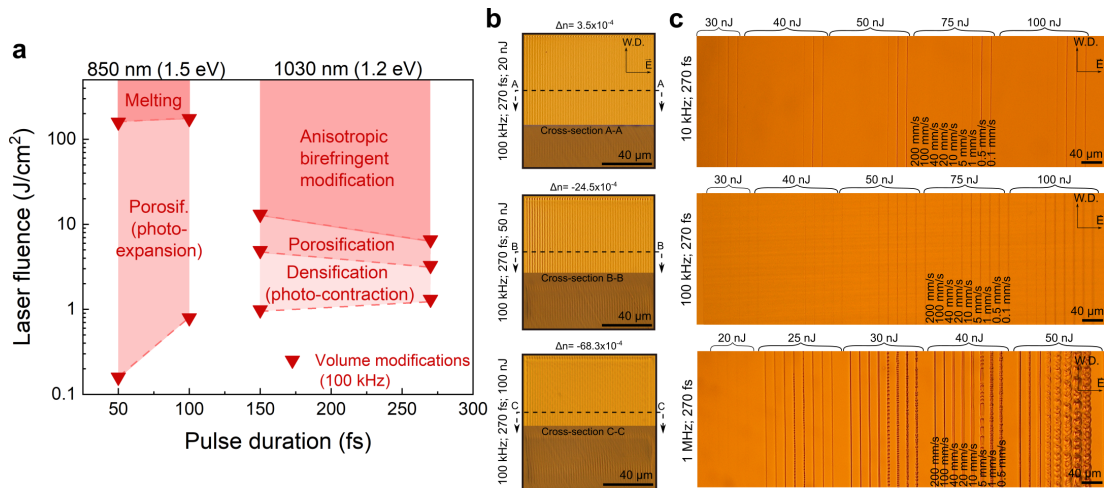 a
850 nm (1.5 eV)
1030 nm (1.2 eV)
Laser fluence (J/cm²)
100
10
1
0.1
Melting
Porosif.
(photo-
expansion)
Anisotropic
birefringent
modification
Porosification
Densification
(photo-contraction)
Volume modifications
(100 kHz)
50
100
150
200
250
300
Pulse duration (fs)
b
Δn= 3.5x10⁻⁴
100 kHz; 270 fs; 20 nJ
W.D.
E
A
A
Cross-section A-A
40 µm
Δn= -24.5x10⁻⁴
100 kHz; 270 fs; 50 nJ
B
B
Cross-section B-B
40 µm
Δn= -68.3x10⁻⁴
100 kHz; 270 fs; 100 nJ
C
C
Cross-section C-C
40 µm
c
30 nJ
40 nJ
50 nJ
75 nJ
100 nJ
10 kHz; 270 fs
W.D.
E
200 mm/s
100 mm/s
40 mm/s
20 mm/s
10 mm/s
5 mm/s
1 mm/s
0.5 mm/s
0.1 mm/s
40 µm
30 nJ
40 nJ
50 nJ
75 nJ
100 nJ
100 kHz; 270 fs
W.D.
E
200 mm/s
100 mm/s
40 mm/s
20 mm/s
10 mm/s
5 mm/s
1 mm/s
0.5 mm/s
0.1 mm/s
40 µm
20 nJ
25 nJ
30 nJ
40 nJ
50 nJ
1 MHz; 270 fs
W.D.
E
200 mm/s
100 mm/s
40 mm/s
20 mm/s
10 mm/s
5 mm/s
1 mm/s
0.5 mm/s
40 µm